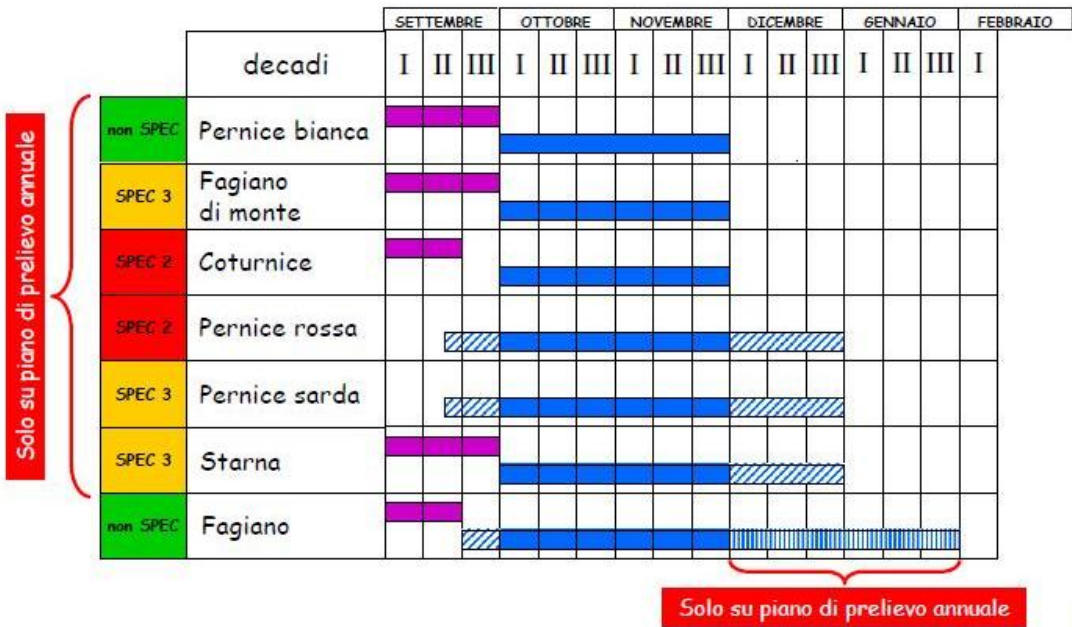 SETTEMBRE OTTOBRE NOVEMBRE DICEMBRE GENNAIO FEBBRAIO
decadi I II III I II III I II III I II III I II III I
Solo su piano di prelievo annuale
non SPEC Pernice bianca
SPEC 3 Fagiano
di monte
SPEC 2 Coturnice
SPEC 2 Pernice rossa
SPEC 3 Pernice sarda
SPEC 3 Starna
non SPEC Fagiano
Solo su piano di prelievo annuale